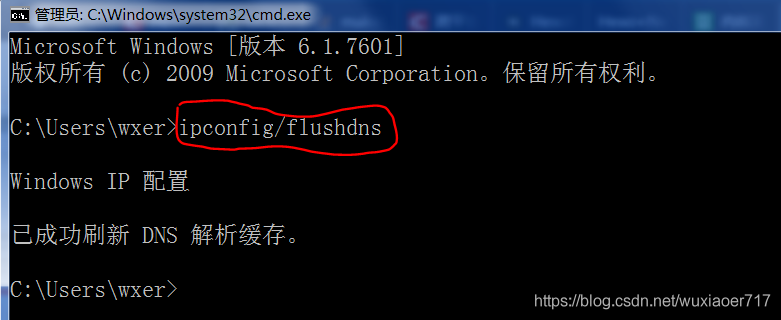 管理员: C:\Windows\system32\cmd.exe
Microsoft Windows [版本 6.1.7601]
版权所有 (c) 2009 Microsoft Corporation。保留所有权利。
C:\Users\wxer>ipconfig/flushdns
Windows IP 配置
已成功刷新 DNS 解析缓存。
C:\Users\wxer>
https://blog.csdn.net/wuxiaoer717